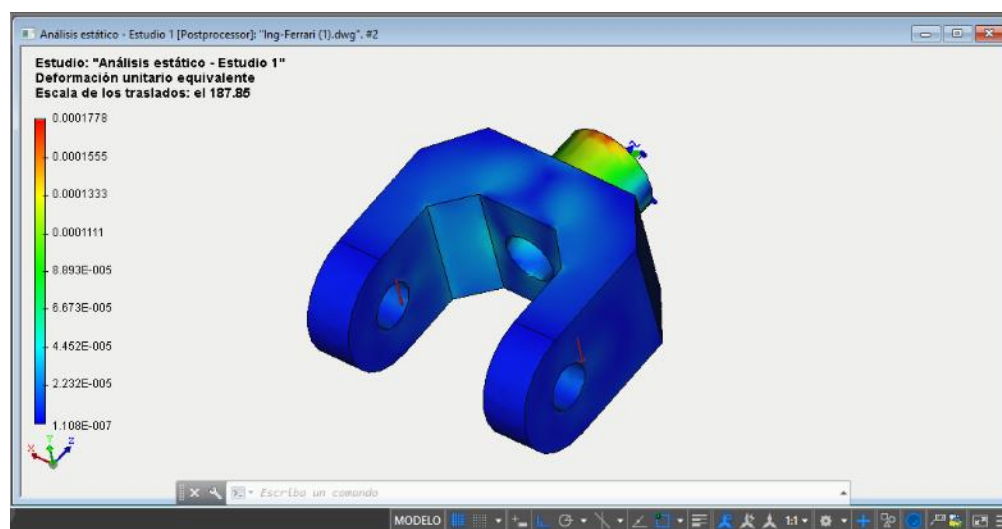 Análisis estático - Estudio 1 [Postprocessor]: "Ing-Ferrari (1).dwg". #2
Estudio: "Análisis estático - Estudio 1"
Deformación unitario equivalente
Escala de los traslados: el 187.85
0.0001778
0.0001555
0.0001333
0.0001111
8.893E-005
6.673E-005
4.452E-005
2.232E-005
1.108E-007
X Y Z
Escriba un comando
MODELO
1:1